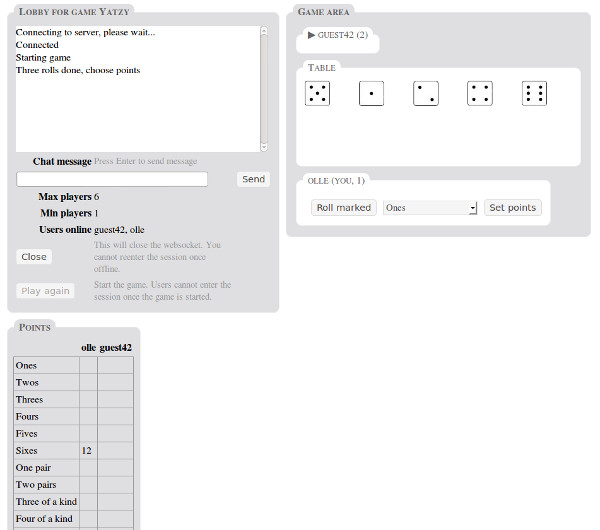 LOBBY FOR GAME YATZY
Connecting to server, please wait...
Connected
Starting game
Three rolls done, choose points
Chat message Press Enter to send message
Send
Max players 6
Min players 1
Users online guest42, olle
Close
This will close the websocket. You
cannot reenter the session once
offline.
Play again
Start the game. Users cannot enter the
session once the game is started.
GAME AREA
▶ GUEST42 (2)
TABLE
OLLE (YOU, 1)
Roll marked Ones Set points
POINTS
olle guest42
Ones
Twos
Threes
Fours
Fives
Sixes 12
One pair
Two pairs
Three of a kind
Four of a kind